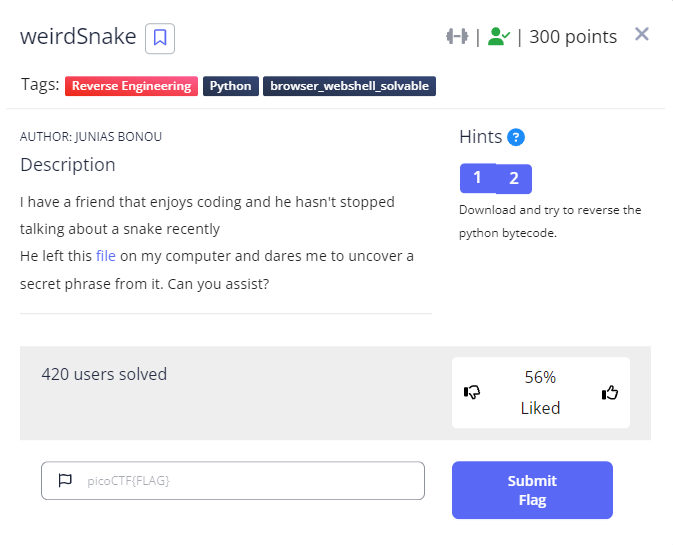 weirdSnake
| | 300 points
Tags: Reverse Engineering Python browser_webshell_solvable
AUTHOR: JUNIAS BONOU
Description
I have a friend that enjoys coding and he hasn't stopped
talking about a snake recently
He left this file on my computer and dares me to uncover a
secret phrase from it. Can you assist?
Hints ?
1 2
Download and try to reverse the
python bytecode.
420 users solved
56%
Liked
picoCTF{FLAG}
Submit
Flag